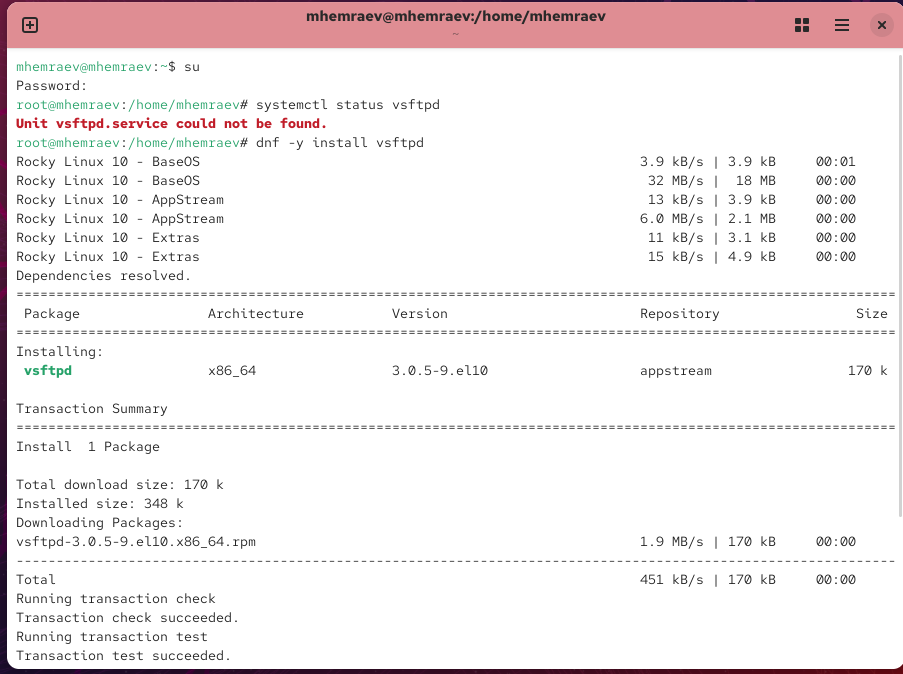 mhemraev@mhemraev:/home/mhemraev
~
mhemraev@mhemraev:~$ su
Password:
root@mhemraev:/home/mhemraev# systemctl status vsftpd
Unit vsftpd.service could not be found.
root@mhemraev:/home/mhemraev# dnf -y install vsftpd
Rocky Linux 10 - BaseOS 3.9 kB/s | 3.9 kB 00:01
Rocky Linux 10 - BaseOS 32 MB/s | 18 MB 00:00
Rocky Linux 10 - AppStream 13 kB/s | 3.9 kB 00:00
Rocky Linux 10 - AppStream 6.0 MB/s | 2.1 MB 00:00
Rocky Linux 10 - Extras 11 kB/s | 3.1 kB 00:00
Rocky Linux 10 - Extras 15 kB/s | 4.9 kB 00:00
Dependencies resolved.
==============================================================================================================
Package Architecture Version Repository Size
==============================================================================================================
Installing:
vsftpd x86_64 3.0.5-9.el10 appstream 170 k
Transaction Summary
==============================================================================================================
Install 1 Package
Total download size: 170 k
Installed size: 348 k
Downloading Packages:
vsftpd-3.0.5-9.el10.x86_64.rpm 1.9 MB/s | 170 kB 00:00
--------------------------------------------------------------------------------------------------------------
Total 451 kB/s | 170 kB 00:00
Running transaction check
Transaction check succeeded.
Running transaction test
Transaction test succeeded.